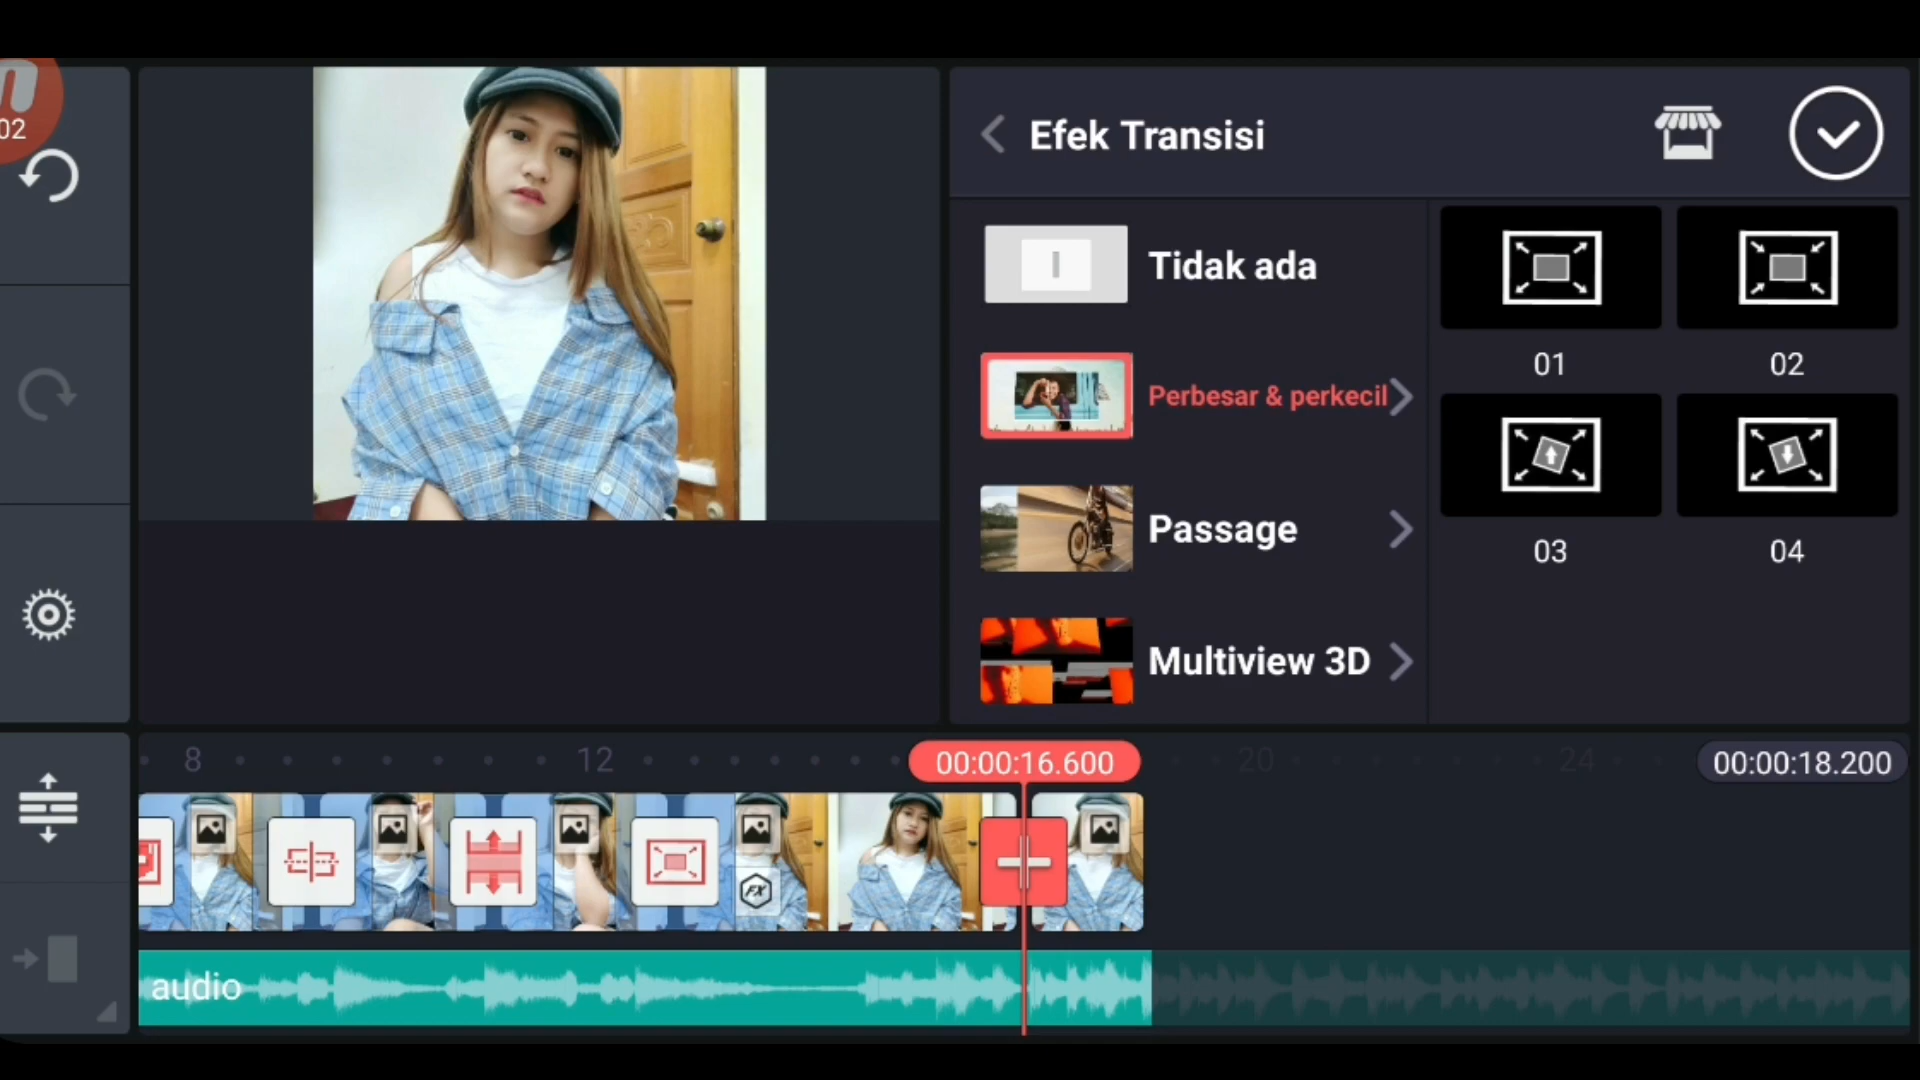 02
Efek Transisi
Tidak ada
Perbesar & perkecil
Passage
Multiview 3D
01
02
03
04
8
12
00:00:16.600
20
24
00:00:18.200
FX
audio